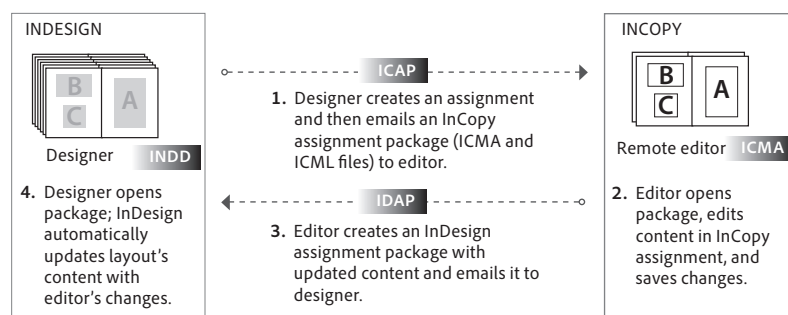 INDESIGN
B
C
A
Designer
INDD
4. Designer opens
package; InDesign
automatically
updates layout's
content with
editor's changes.
ICAP
1. Designer creates an assignment
and then emails an InCopy
assignment package (ICMA and
ICML files) to editor.
IDAP
3. Editor creates an InDesign
assignment package with
updated content and emails it to
designer.
INCOPY
B
C
A
Remote editor
ICMA
2. Editor opens
package, edits
content in InCopy
assignment, and
saves changes.